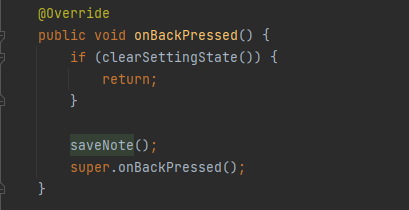 @Override
public void onBackPressed() {
if (clearSettingState()) {
return;
}
saveNote();
super.onBackPressed();
}